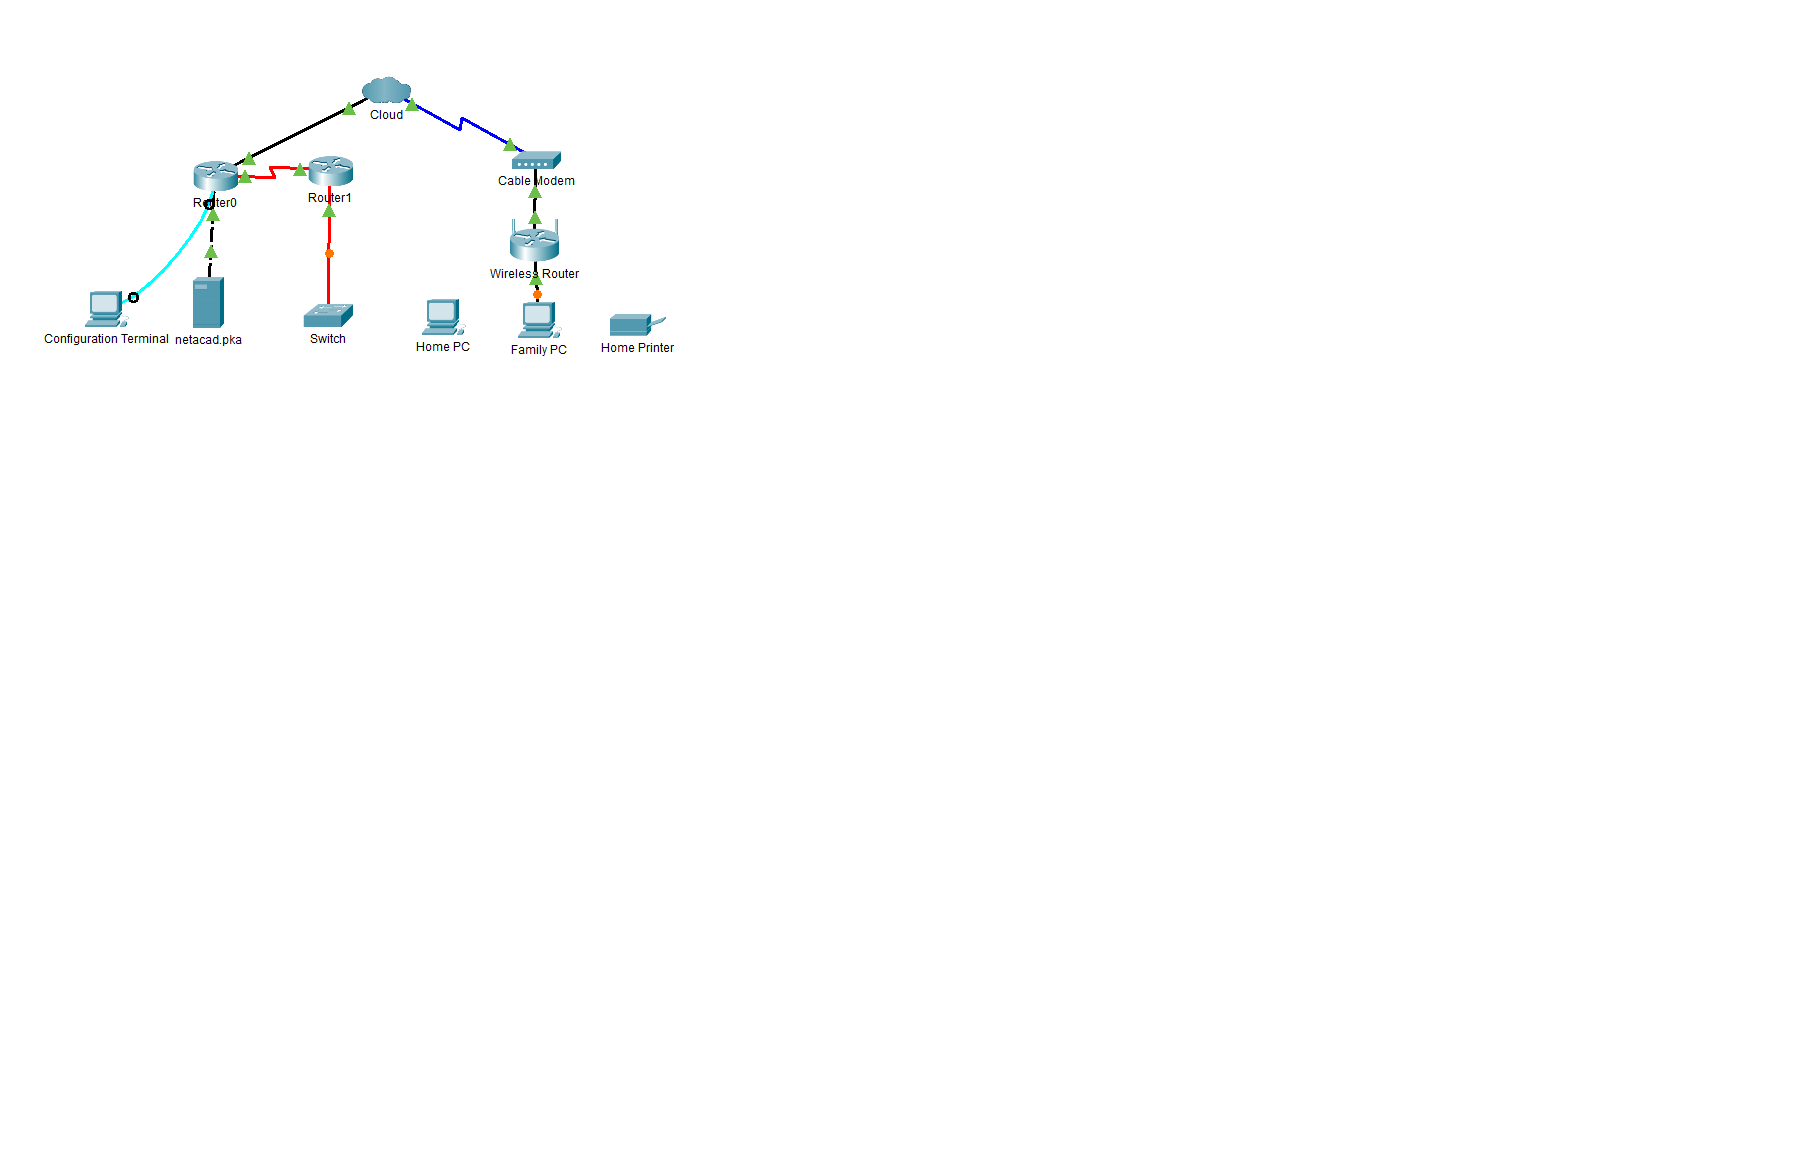 Cloud
Cable Modem
Router0
Router1
Wireless Router
Configuration Terminal
netacad.pka
Switch
Home PC
Family PC
Home Printer